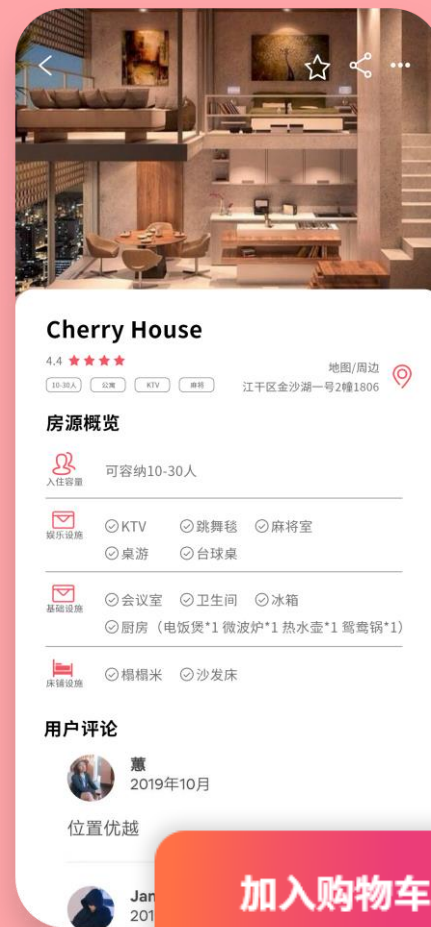 Cherry House
4.4
10-30人 公寓 KTV 麻将
地图/周边
江干区金沙湖一号2幢1806
房源概览
入住容量
可容纳10-30人
娱乐设施
KTV 跳舞毯 麻将室
桌游 台球桌
基础设施
会议室 卫生间 冰箱
厨房（电饭煲*1 微波炉*1 热水壶*1 鸳鸯锅*1）
床铺设施
榻榻米 沙发床
用户评论
蕙
2019年10月
位置优越
Jan
201
加入购物车